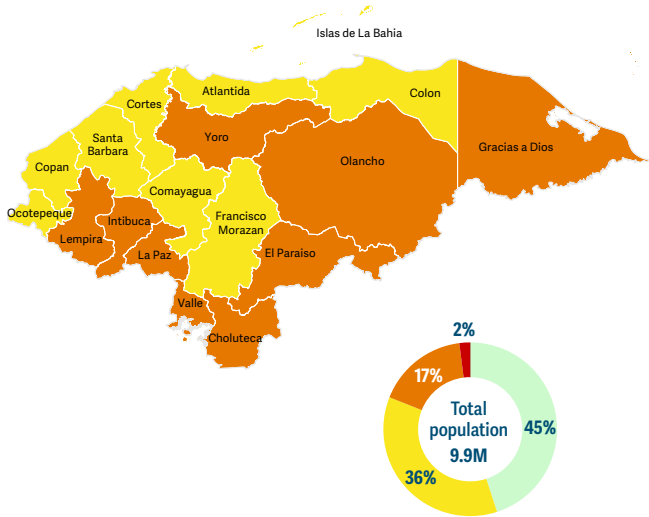 Islas de La Bahia
Atlantida
Colon
Cortes
Yoro
Santa
Barbara
Gracias a Dios
Olancho
Copan
Comayagua
Ocotepeque
Francisco
Morazan
Intibuca
Lempira
La Paz
El Paraiso
Valle
Choluteca
2%
17%
Total
population
9.9M
45%
36%